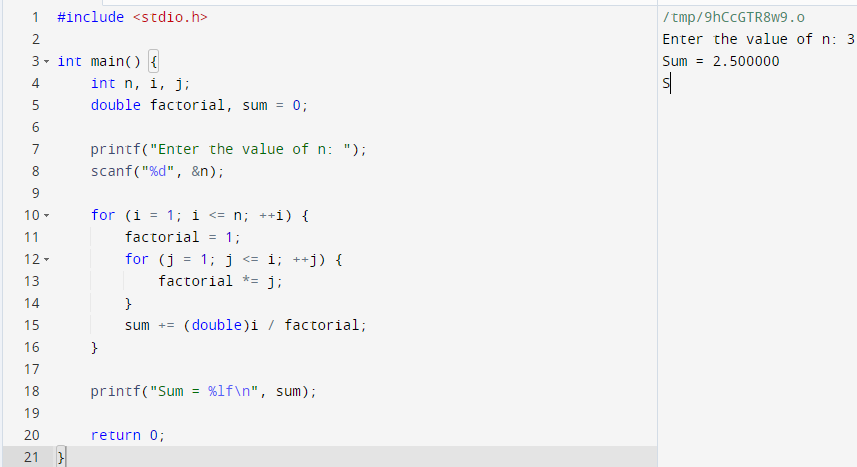 1 #include <stdio.h>
2
3 int main() {
4 int n, i, j;
5 double factorial, sum = 0;
6
7 printf("Enter the value of n: ");
8 scanf("%d", &n);
9
10 for (i = 1; i <= n; ++i) {
11 factorial = 1;
12 for (j = 1; j <= i; ++j) {
13 factorial *= j;
14 }
15 sum += (double)i / factorial;
16 }
17
18 printf("Sum = %lf\n", sum);
19
20 return 0;
21 }
/tmp/9hCcGTR8w9.o
Enter the value of n: 3
Sum = 2.500000
S